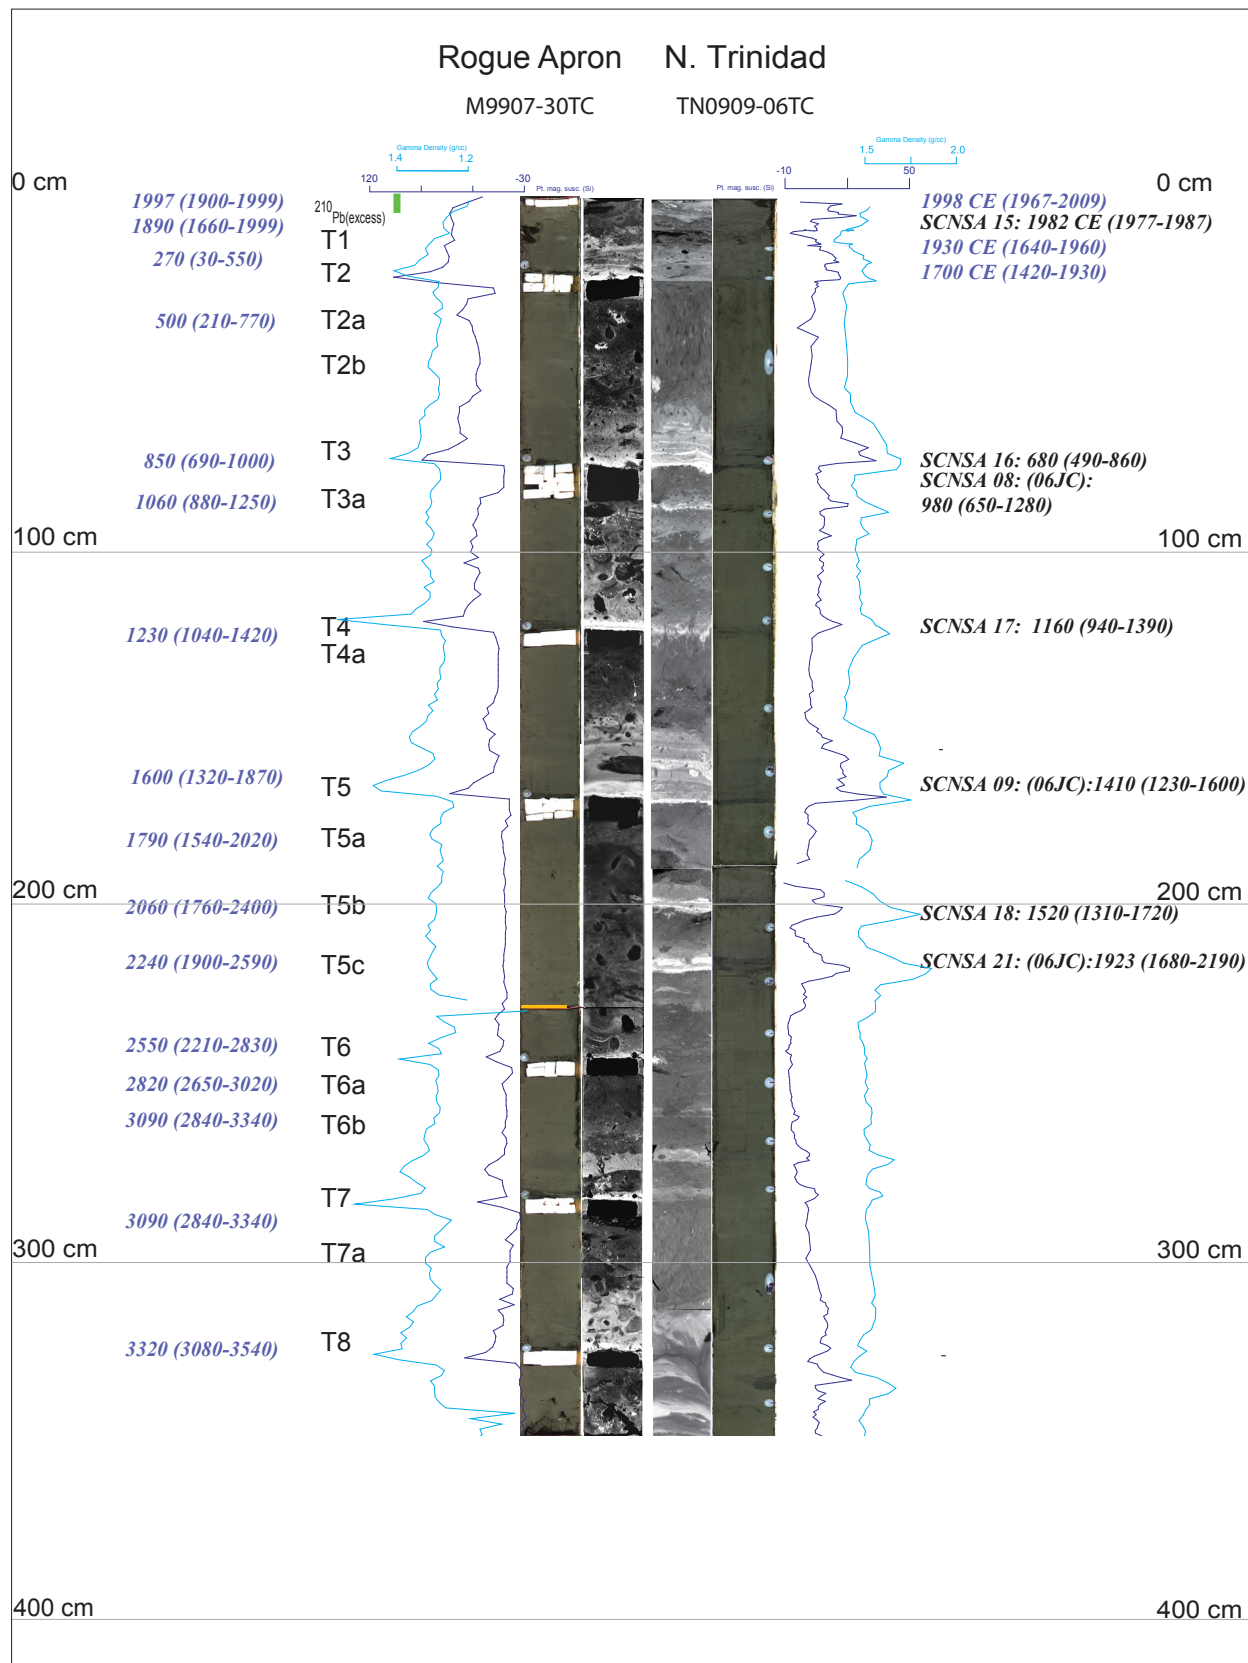 Rogue Apron N. Trinidad
M9907-30TC TN0909-06TC
Gamma Density (g/cc) Gamma Density (g/cc)
1.4 1.2 1.5 2.0
0 cm 120 -30 -10 50 0 cm
Pt. mag. susc. (Si) Pt. mag. susc. (Si)
1997 (1900-1999) 1998 CE (1967-2009)
210Pb(excess)
1890 (1660-1999) SCNSA 15: 1982 CE (1977-1987)
T1 1930 CE (1640-1960)
270 (30-550)
T2 1700 CE (1420-1930)
500 (210-770) T2a
T2b
T3
850 (690-1000) SCNSA 16: 680 (490-860)
SCNSA 08: (06JC):
1060 (880-1250) T3a 980 (650-1280)
100 cm 100 cm
T4 SCNSA 17: 1160 (940-1390)
1230 (1040-1420)
T4a
1600 (1320-1870)
T5 SCNSA 09: (06JC):1410 (1230-1600)
1790 (1540-2020) T5a
200 cm 200 cm
2060 (1760-2400) T5b SCNSA 18: 1520 (1310-1720)
2240 (1900-2590) T5c SCNSA 21: (06JC):1923 (1680-2190)
2550 (2210-2830) T6
2820 (2650-3020) T6a
3090 (2840-3340) T6b
T7
3090 (2840-3340)
300 cm T7a 300 cm
3320 (3080-3540) T8
400 cm 400 cm